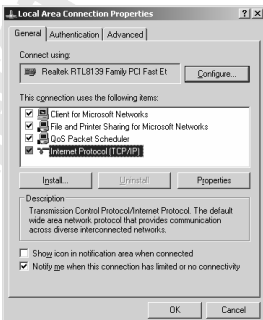 Local Area Connection Properties
General Authentication Advanced
Connect using:
Realtek RTL8139 Family PCI Fast Et
Configure...
This connection uses the following items:
Client for Microsoft Networks
File and Printer Sharing for Microsoft Networks
QoS Packet Scheduler
Internet Protocol (TCP/IP)
Install... Uninstall Properties
Description
Transmission Control Protocol/Internet Protocol. The default
wide area network protocol that provides communication
across diverse interconnected networks.
Show icon in notification area when connected
Notify me when this connection has limited or no connectivity
OK Cancel